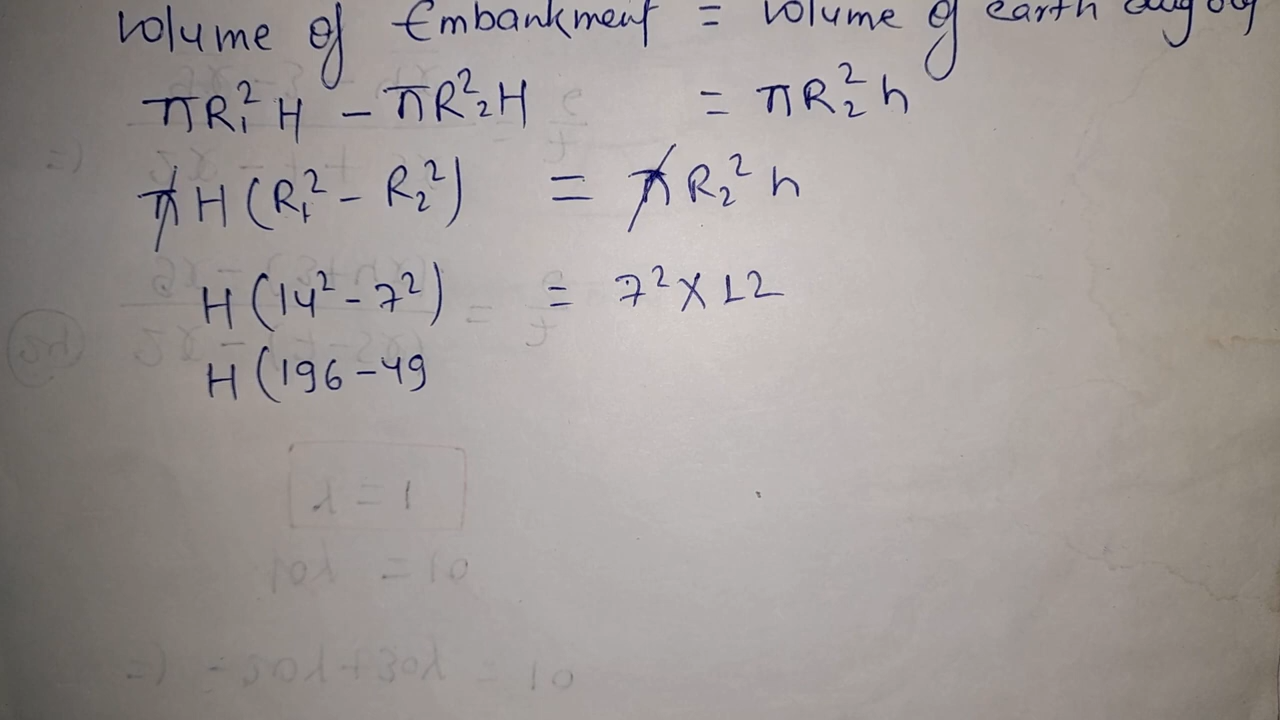 volume of Embankment = volume of earth dug out
πR₁²H - πR₂²H = πR₂²h
πH(R₁² - R₂²) = πR₂²h
H(14² - 7²) = 7² × 12
H(196 - 49